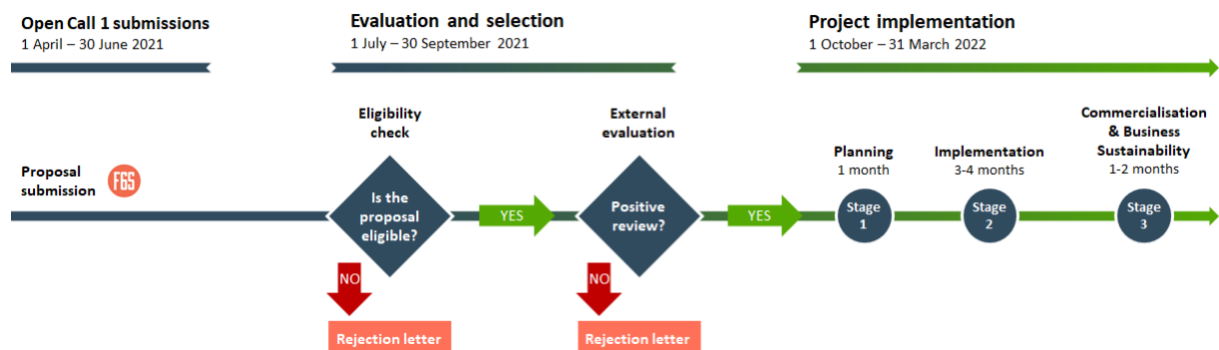 Open Call 1 submissions
1 April – 30 June 2021
Evaluation and selection
1 July – 30 September 2021
Project implementation
1 October – 31 March 2022
Proposal
submission
F6S
Eligibility
check
Is the
proposal
eligible?
YES
NO
Rejection letter
External
evaluation
Positive
review?
YES
NO
Rejection letter
Planning
1 month
Stage
1
Implementation
3-4 months
Stage
2
Commercialisation
& Business
Sustainability
1-2 months
Stage
3